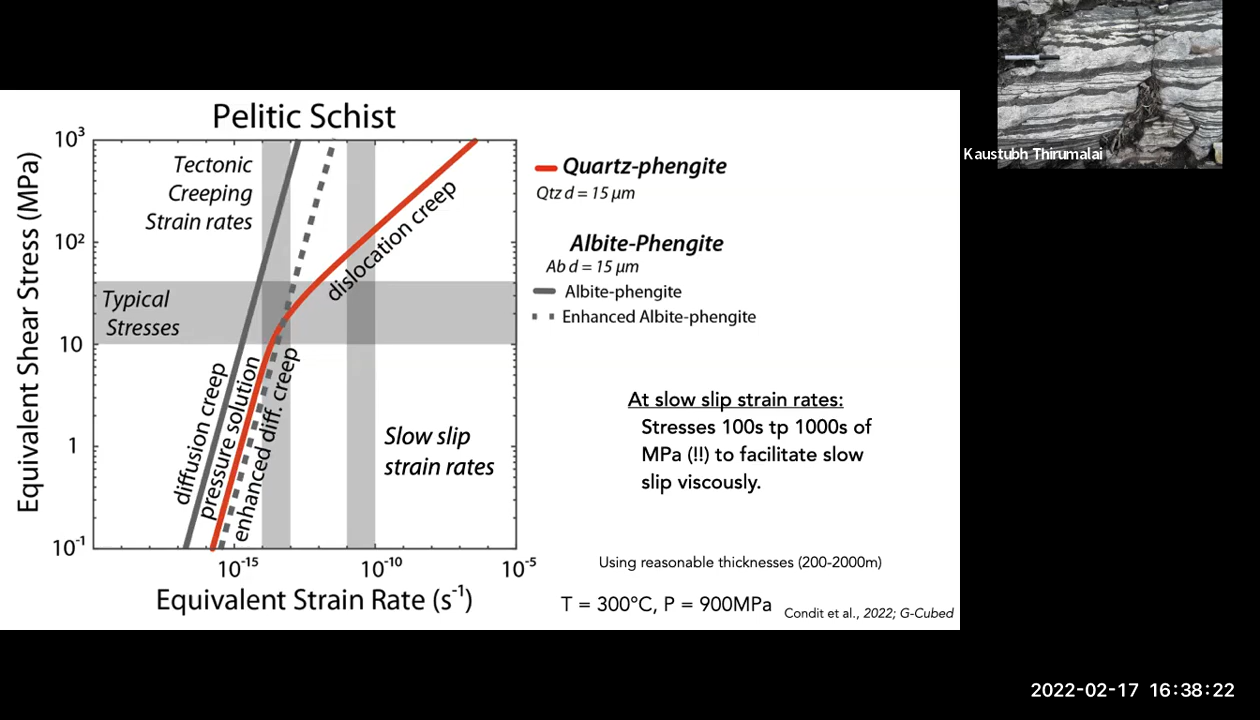 Pelitic Schist
Equivalent Shear Stress (MPa)
10³
10²
10
1
10⁻¹
Tectonic
Creeping
Strain rates
Typical
Stresses
diffusion creep
pressure solution
enhanced diff. creep
dislocation creep
Slow slip
strain rates
10⁻¹⁵
10⁻¹⁰
10⁻⁵
Equivalent Strain Rate (s⁻¹)
Quartz-phengite
Qtz d = 15 µm
Albite-Phengite
Ab d = 15 µm
Albite-phengite
Enhanced Albite-phengite
At slow slip strain rates:
Stresses 100s tp 1000s of
MPa (!!) to facilitate slow
slip viscously.
Using reasonable thicknesses (200-2000m)
T = 300°C, P = 900MPa
Condit et al., 2022; G-Cubed
Kaustubh Thirumalai
2022-02-17 16:38:22